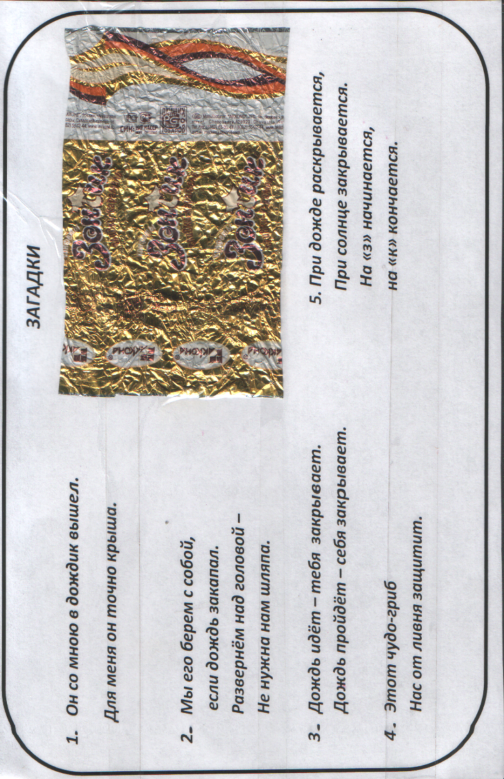 ЗАГАДКИ
1. Он со мною в дождик вышел.
Для меня он точно крыша.
2. Мы его берем с собой,
если дождь закапал.
Развернём над головой –
Не нужна нам шляпа.
3. Дождь идёт – тебя закрывает.
Дождь пройдёт – себя закрывает.
4. Этот чудо-гриб
Нас от ливня защитит.
Зонтик
Зонтик
Зонтик
5. При дожде раскрывается,
При солнце закрывается.
На «з» начинается,
на «к» кончается.